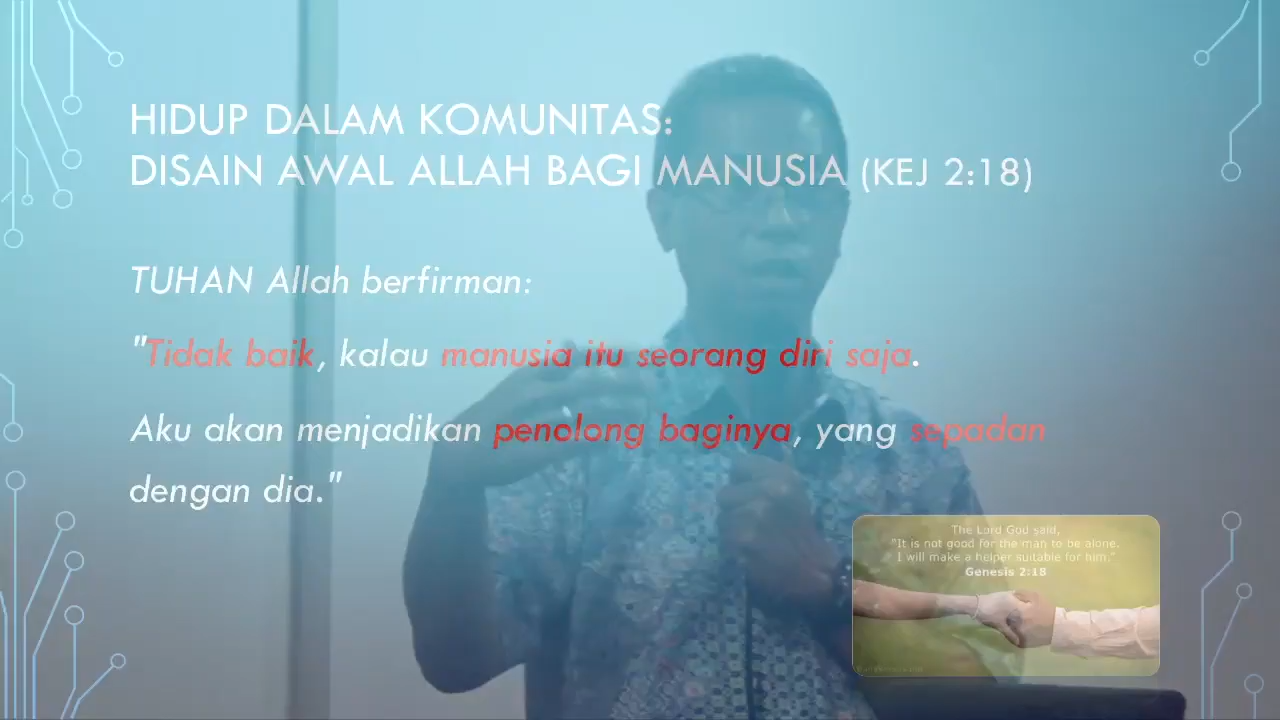 HIDUP DALAM KOMUNITAS:
DISAIN AWAL ALLAH BAGI MANUSIA (KEJ 2:18)
TUHAN Allah berfirman:
"Tidak baik, kalau manusia itu seorang diri saja.
Aku akan menjadikan penolong baginya, yang sepadan
dengan dia."
The Lord God said,
"It is not good for the man to be alone.
I will make a helper suitable for him."
Genesis 2:18